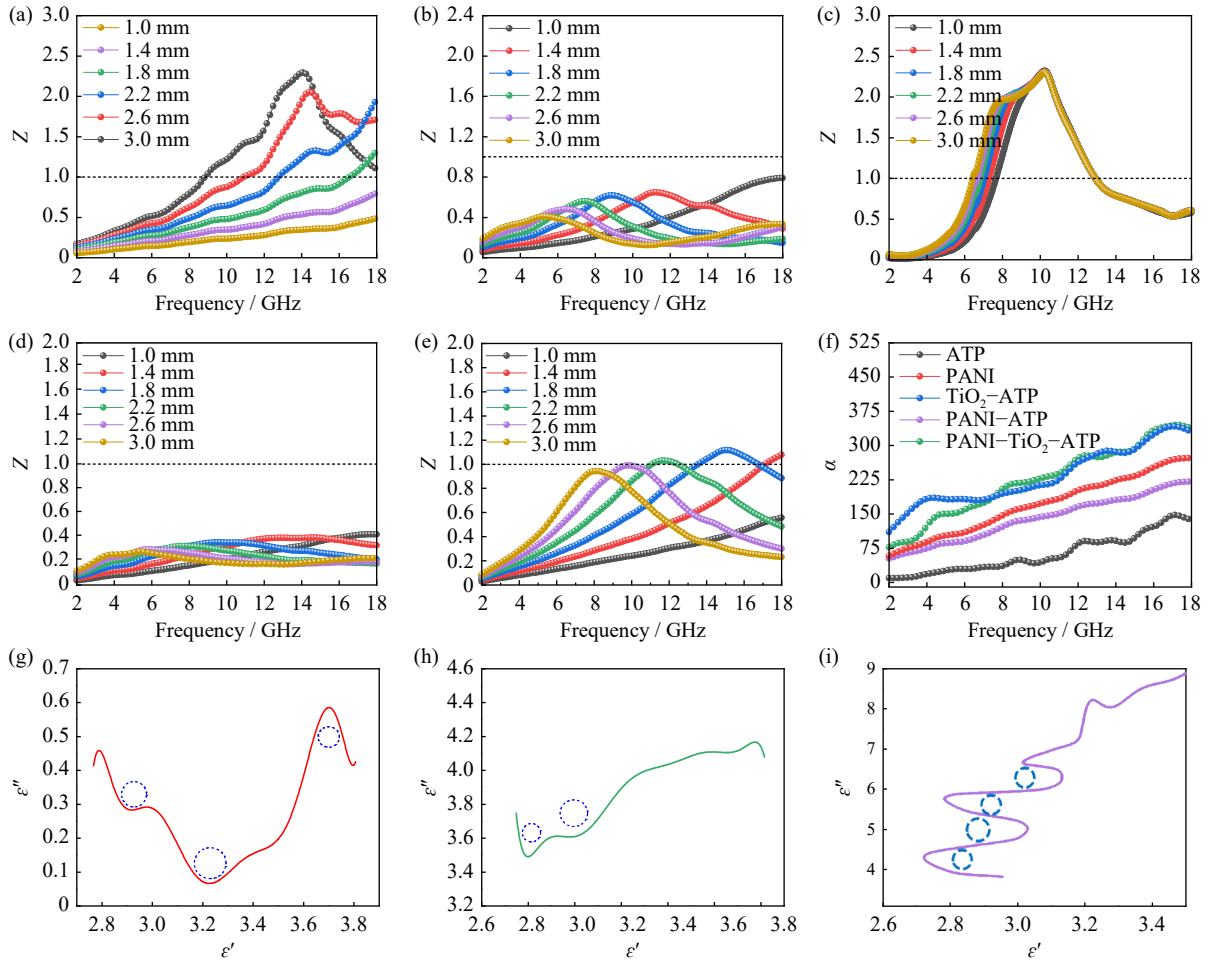 (a)
3.0
2.5
2.0
1.5
1.0
0.5
0
Z
1.0 mm
1.4 mm
1.8 mm
2.2 mm
2.6 mm
3.0 mm
2 4 6 8 10 12 14 16 18
Frequency / GHz
(b)
2.4
2.0
1.6
1.2
0.8
0.4
0
Z
1.0 mm
1.4 mm
1.8 mm
2.2 mm
2.6 mm
3.0 mm
2 4 6 8 10 12 14 16 18
Frequency / GHz
(c)
3.0
2.5
2.0
1.5
1.0
0.5
0
Z
1.0 mm
1.4 mm
1.8 mm
2.2 mm
2.6 mm
3.0 mm
2 4 6 8 10 12 14 16 18
Frequency / GHz
(d)
2.0
1.8
1.6
1.4
1.2
1.0
0.8
0.6
0.4
0.2
0
Z
1.0 mm
1.4 mm
1.8 mm
2.2 mm
2.6 mm
3.0 mm
2 4 6 8 10 12 14 16 18
Frequency / GHz
(e)
2.0
1.8
1.6
1.4
1.2
1.0
0.8
0.6
0.4
0.2
0
Z
1.0 mm
1.4 mm
1.8 mm
2.2 mm
2.6 mm
3.0 mm
2 4 6 8 10 12 14 16 18
Frequency / GHz
(f)
525
450
375
300
225
150
75
0
α
ATP
PANI
TiO₂−ATP
PANI−ATP
PANI−TiO₂−ATP
2 4 6 8 10 12 14 16 18
Frequency / GHz
(g)
0.7
0.6
0.5
0.4
0.3
0.2
0.1
0
ε″
3.0 3.2 3.4 3.6 3.8
2.8
ε′
(h)
4.6
4.4
4.2
4.0
3.8
3.6
3.4
3.2
ε″
2.6 2.8 3.0 3.2 3.4 3.6 3.8
ε′
(i)
9
8
7
6
5
4
ε″
2.6 2.8 3.0 3.2 3.4
ε′